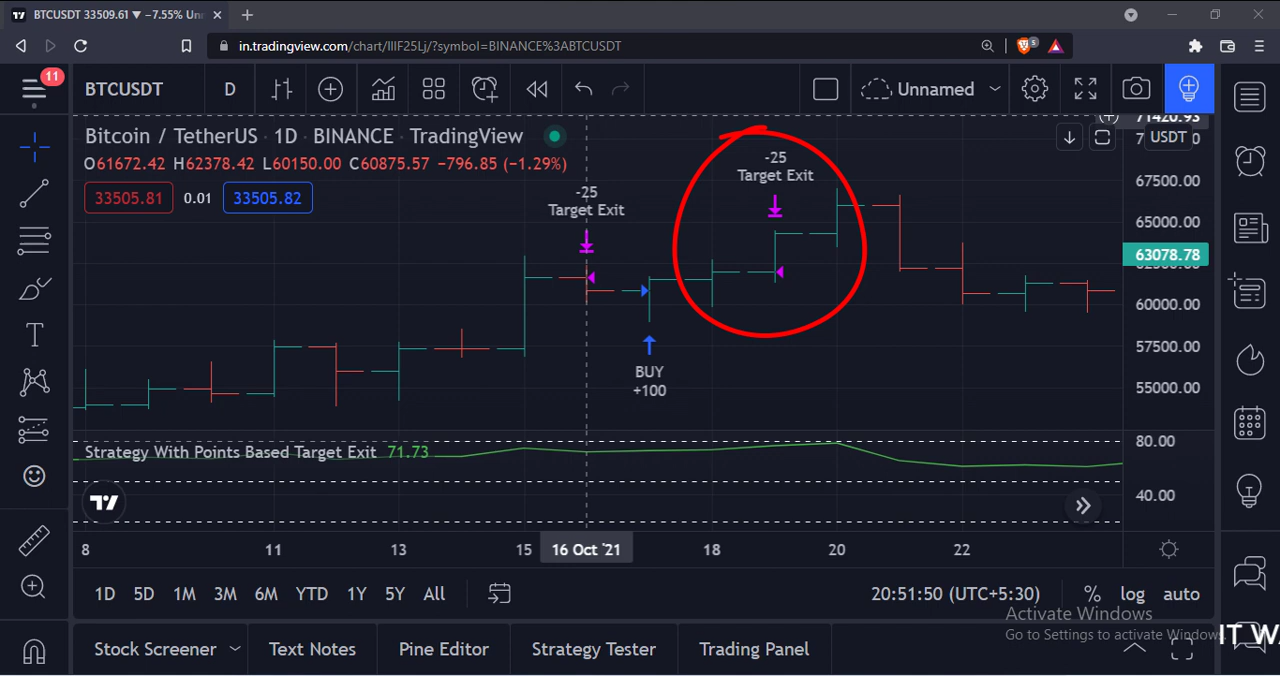 BTCUSDT 33509.61 ▼ −7.55% Un
in.tradingview.com/chart/IIIF25Lj/?symbol=BINANCE%3ABTCUSDT
5
11
BTCUSDT D Unnamed
Bitcoin / TetherUS · 1D · BINANCE · TradingView
O61672.42 H62378.42 L60150.00 C60875.57 −796.85 (−1.29%)
33505.81 0.01 33505.82
71420.93
USDT
67500.00
65000.00
63078.78
60000.00
57500.00
55000.00
-25
Target Exit
-25
Target Exit
BUY
+100
Strategy With Points Based Target Exit 71.73
80.00
40.00
8 11 13 15 16 Oct '21 18 20 22
1D 5D 1M 3M 6M YTD 1Y 5Y All 20:51:50 (UTC+5:30) % log auto
Activate Windows
Go to Settings to activate Windows.
IT WA
Stock Screener Text Notes Pine Editor Strategy Tester Trading Panel